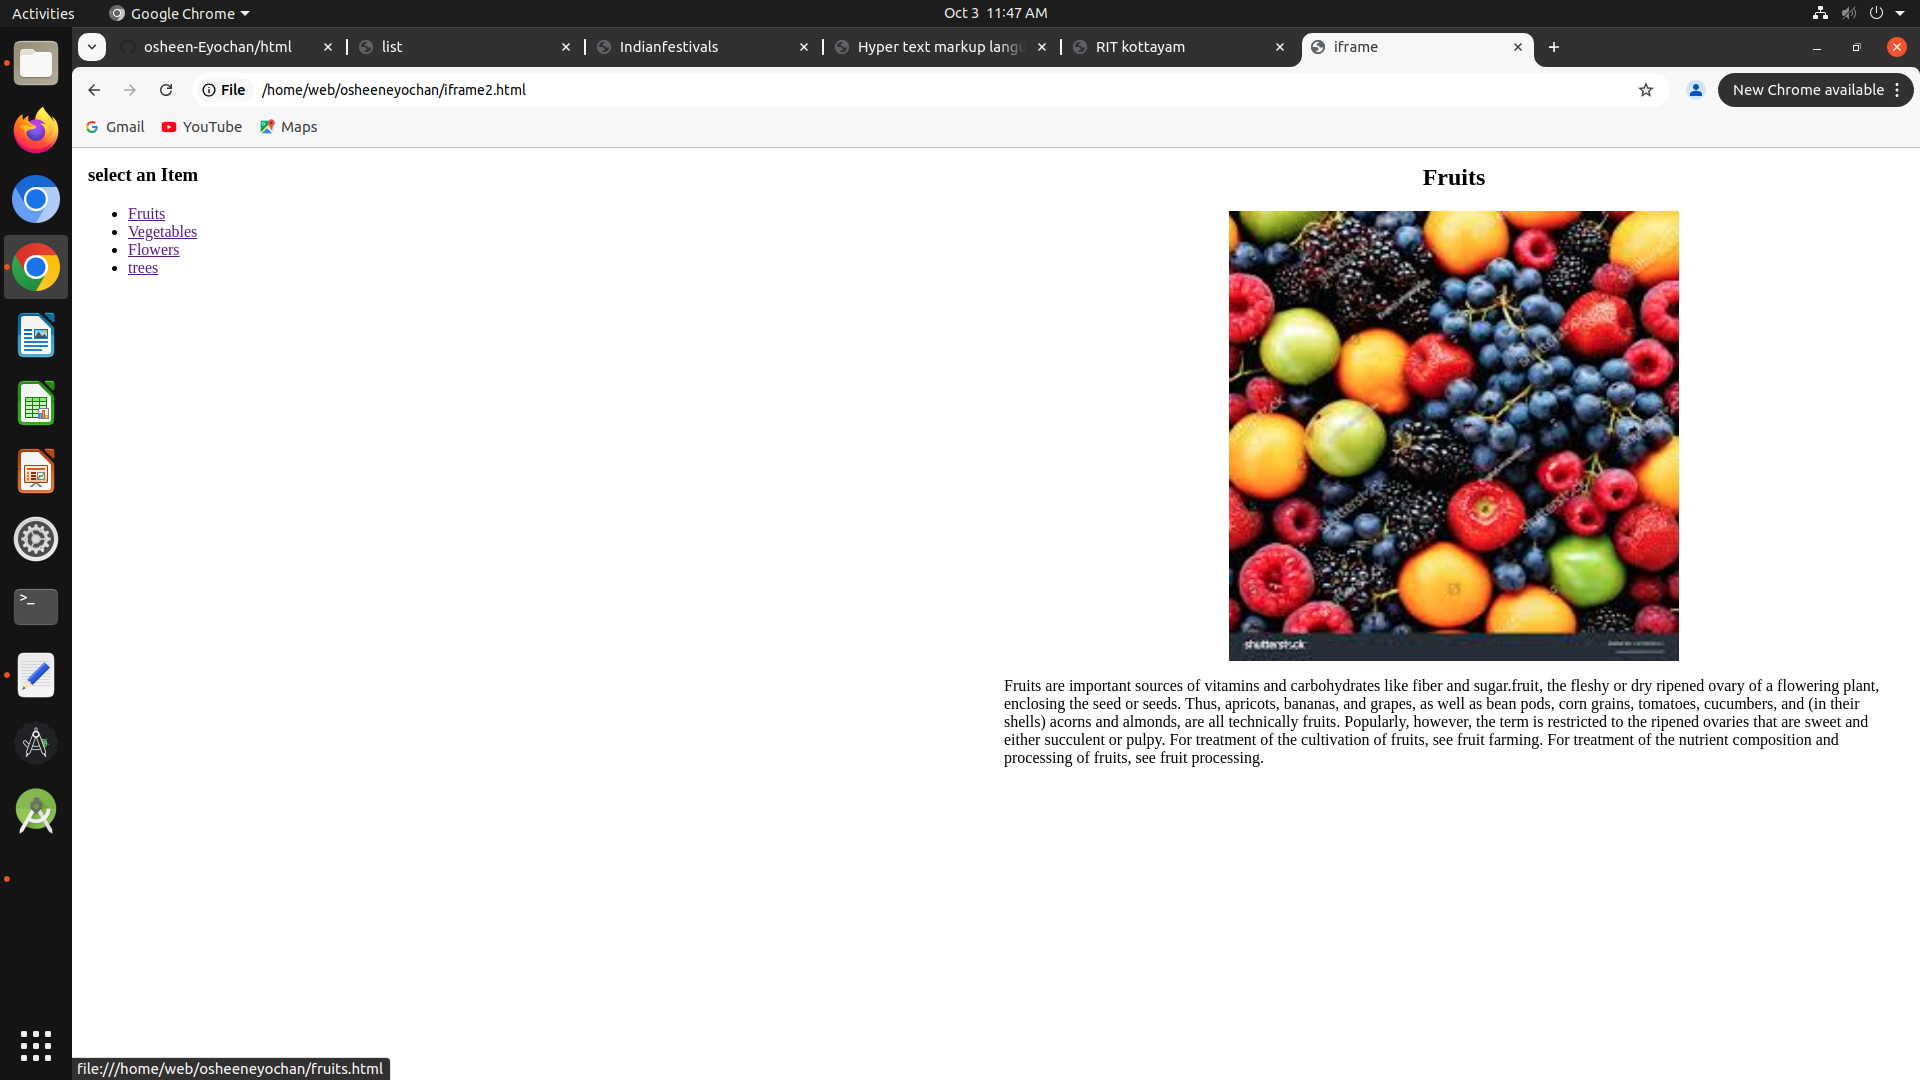 Activities
Google Chrome
Oct 3 11:47 AM
osheen-Eyochan/html
list
Indianfestivals
Hyper text markup langu
RIT kottayam
iframe
File
/home/web/osheeneyochan/iframe2.html
New Chrome available
Gmail
YouTube
Maps
select an Item
Fruits
Vegetables
Flowers
trees
Fruits
shutterstock
Fruits are important sources of vitamins and carbohydrates like fiber and sugar.fruit, the fleshy or dry ripened ovary of a flowering plant,
enclosing the seed or seeds. Thus, apricots, bananas, and grapes, as well as bean pods, corn grains, tomatoes, cucumbers, and (in their
shells) acorns and almonds, are all technically fruits. Popularly, however, the term is restricted to the ripened ovaries that are sweet and
either succulent or pulpy. For treatment of the cultivation of fruits, see fruit farming. For treatment of the nutrient composition and
processing of fruits, see fruit processing.
file:///home/web/osheeneyochan/fruits.html